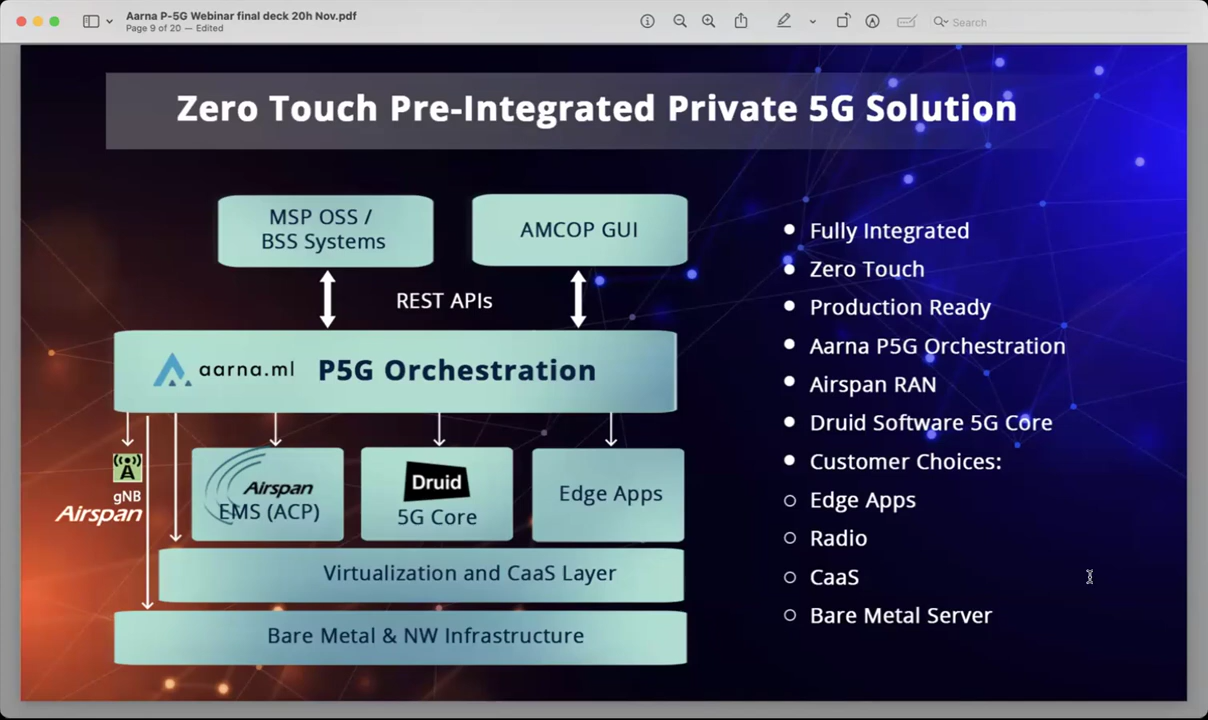 Aarna P-5G Webinar final deck 20h Nov.pdf
Page 9 of 20 — Edited
Search
Zero Touch Pre-Integrated Private 5G Solution
MSP OSS /
BSS Systems
AMCOP GUI
REST APIs
aarna.ml P5G Orchestration
gNB
Airspan
Airspan
EMS (ACP)
Druid
5G Core
Edge Apps
Virtualization and CaaS Layer
Bare Metal & NW Infrastructure
Fully Integrated
Zero Touch
Production Ready
Aarna P5G Orchestration
Airspan RAN
Druid Software 5G Core
Customer Choices:
Edge Apps
Radio
CaaS
Bare Metal Server